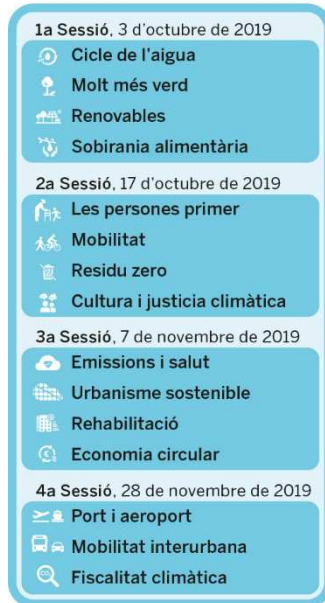 1a Sessió, 3 d'octubre de 2019
Cicle de l'aigua
Molt més verd
Renovables
Sobirania alimentària
2a Sessió, 17 d'octubre de 2019
Les persones primer
Mobilitat
Residu zero
Cultura i justicia climàtica
3a Sessió, 7 de novembre de 2019
Emissions i salut
Urbanisme sostenible
Rehabilitació
Economia circular
4a Sessió, 28 de novembre de 2019
Port i aeroport
Mobilitat interurbana
Fiscalitat climàtica